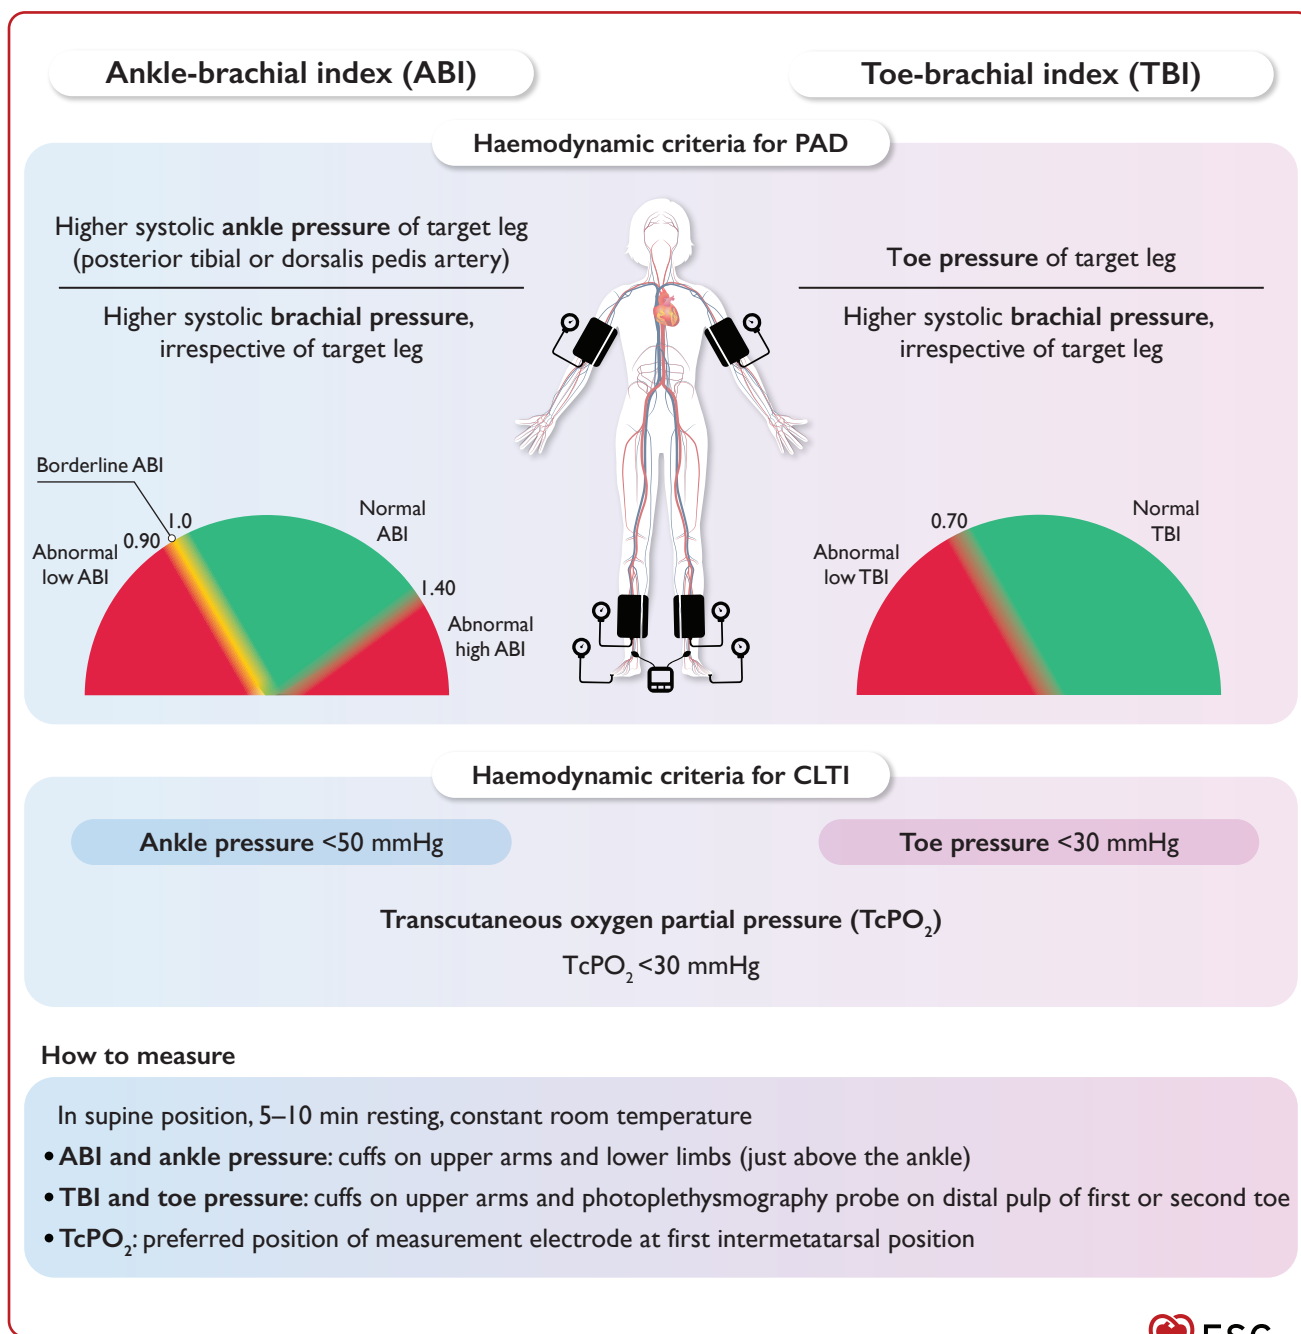 Ankle-brachial index (ABI)
Toe-brachial index (TBI)
Haemodynamic criteria for PAD
Higher systolic ankle pressure of target leg
(posterior tibial or dorsalis pedis artery)
Higher systolic brachial pressure,
irrespective of target leg
Toe pressure of target leg
Higher systolic brachial pressure,
irrespective of target leg
Borderline ABI
1.0
0.90
Abnormal
low ABI
Normal
ABI
1.40
Abnormal
high ABI
0.70
Abnormal
low TBI
Normal
TBI
Haemodynamic criteria for CLTI
Ankle pressure <50 mmHg
Toe pressure <30 mmHg
Transcutaneous oxygen partial pressure (TcPO₂)
TcPO₂ <30 mmHg
How to measure
In supine position, 5–10 min resting, constant room temperature
• ABI and ankle pressure: cuffs on upper arms and lower limbs (just above the ankle)
• TBI and toe pressure: cuffs on upper arms and photoplethysmography probe on distal pulp of first or second toe
• TcPO₂: preferred position of measurement electrode at first intermetatarsal position
ESC